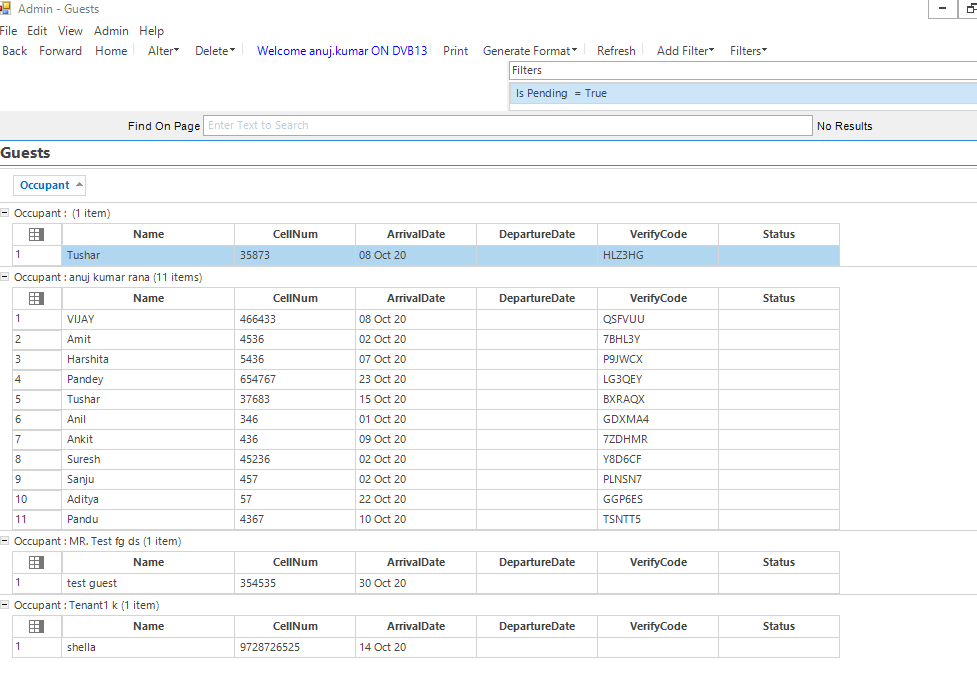 Admin - Guests
File Edit View Admin Help
Back Forward Home Alter Delete Welcome anuj.kumar ON DVB13 Print Generate Format Refresh Add Filter Filters
Filters
Is Pending = True
Find On Page Enter Text to Search No Results
Guests
Occupant
Occupant : (1 item)
Name CellNum ArrivalDate DepartureDate VerifyCode Status
1 Tushar 35873 08 Oct 20 HLZ3HG
Occupant : anuj kumar rana (11 items)
Name CellNum ArrivalDate DepartureDate VerifyCode Status
1 VIJAY 466433 08 Oct 20 QSFVUU
2 Amit 4536 02 Oct 20 7BHL3Y
3 Harshita 5436 07 Oct 20 P9JWCX
4 Pandey 654767 23 Oct 20 LG3QEY
5 Tushar 37683 15 Oct 20 BXRAQX
6 Anil 346 01 Oct 20 GDXMA4
7 Ankit 436 09 Oct 20 7ZDHMR
8 Suresh 45236 02 Oct 20 Y8D6CF
9 Sanju 457 02 Oct 20 PLNSN7
10 Aditya 57 22 Oct 20 GGP6ES
11 Pandu 4367 10 Oct 20 TSNTT5
Occupant : MR. Test fg ds (1 item)
Name CellNum ArrivalDate DepartureDate VerifyCode Status
1 test guest 354535 30 Oct 20
Occupant : Tenant1 k (1 item)
Name CellNum ArrivalDate DepartureDate VerifyCode Status
1 shella 9728726525 14 Oct 20